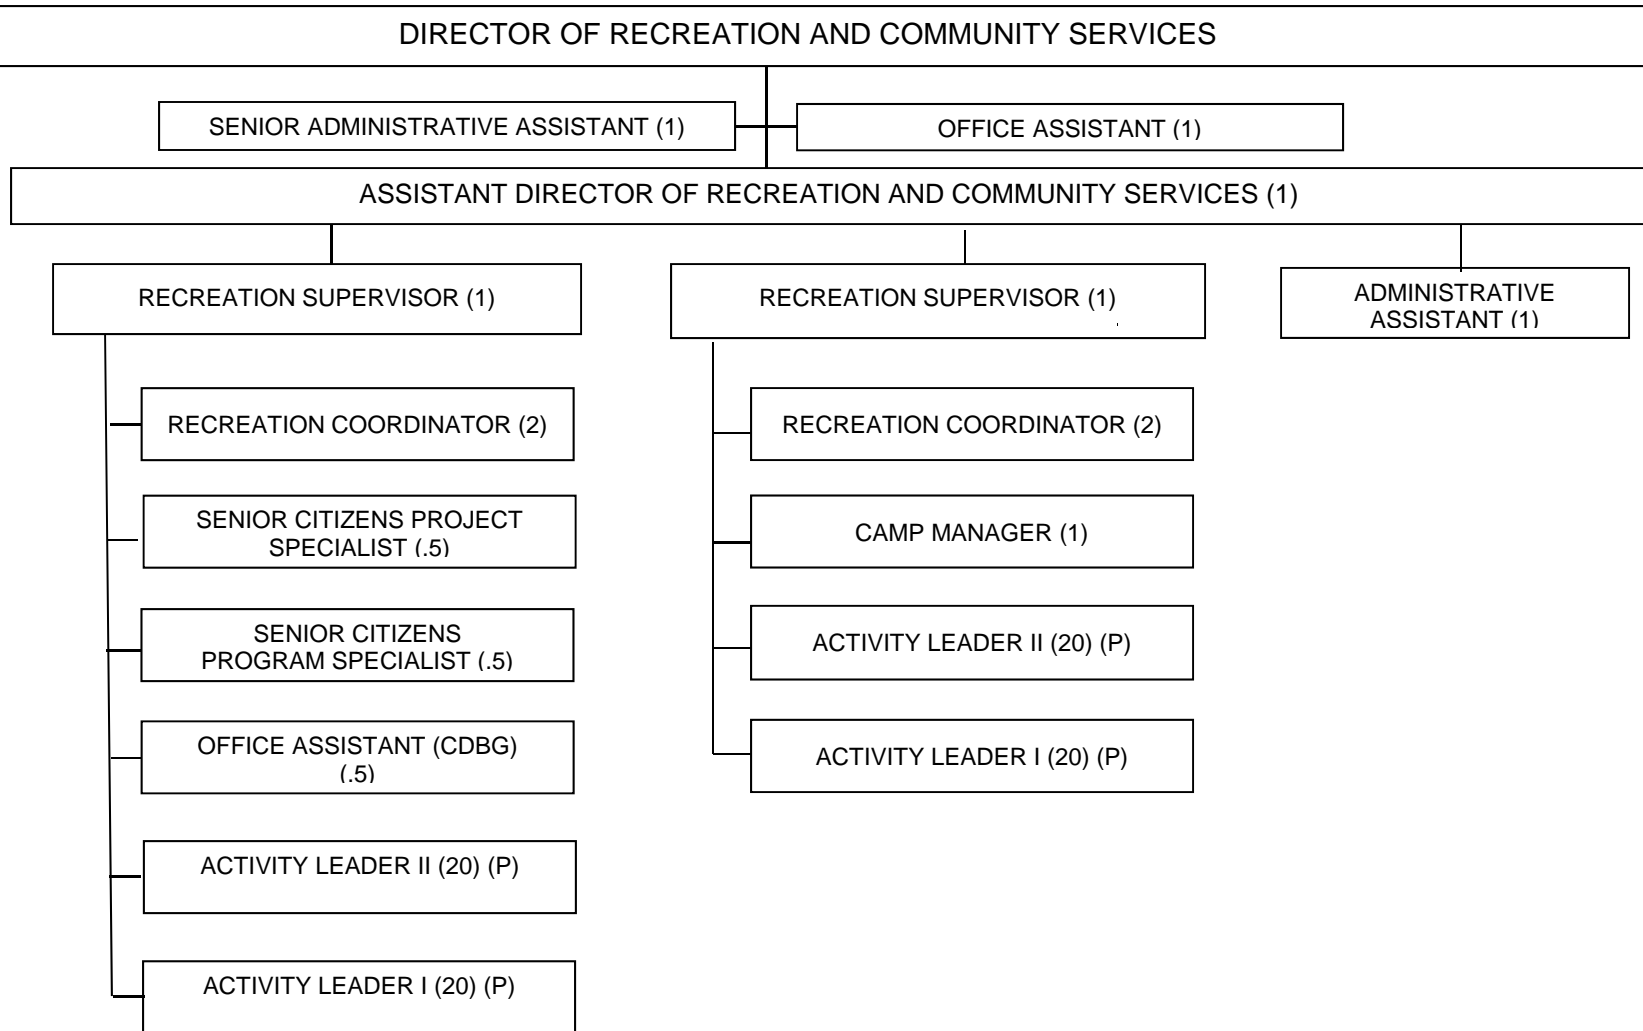 DIRECTOR OF RECREATION AND COMMUNITY SERVICES
SENIOR ADMINISTRATIVE ASSISTANT (1)
OFFICE ASSISTANT (1)
ASSISTANT DIRECTOR OF RECREATION AND COMMUNITY SERVICES (1)
RECREATION SUPERVISOR (1)
RECREATION COORDINATOR (2)
SENIOR CITIZENS PROJECT
SPECIALIST (.5)
SENIOR CITIZENS
PROGRAM SPECIALIST (.5)
OFFICE ASSISTANT (CDBG)
(.5)
ACTIVITY LEADER II (20) (P)
ACTIVITY LEADER I (20) (P)
RECREATION SUPERVISOR (1)
RECREATION COORDINATOR (2)
CAMP MANAGER (1)
ACTIVITY LEADER II (20) (P)
ACTIVITY LEADER I (20) (P)
ADMINISTRATIVE
ASSISTANT (1)